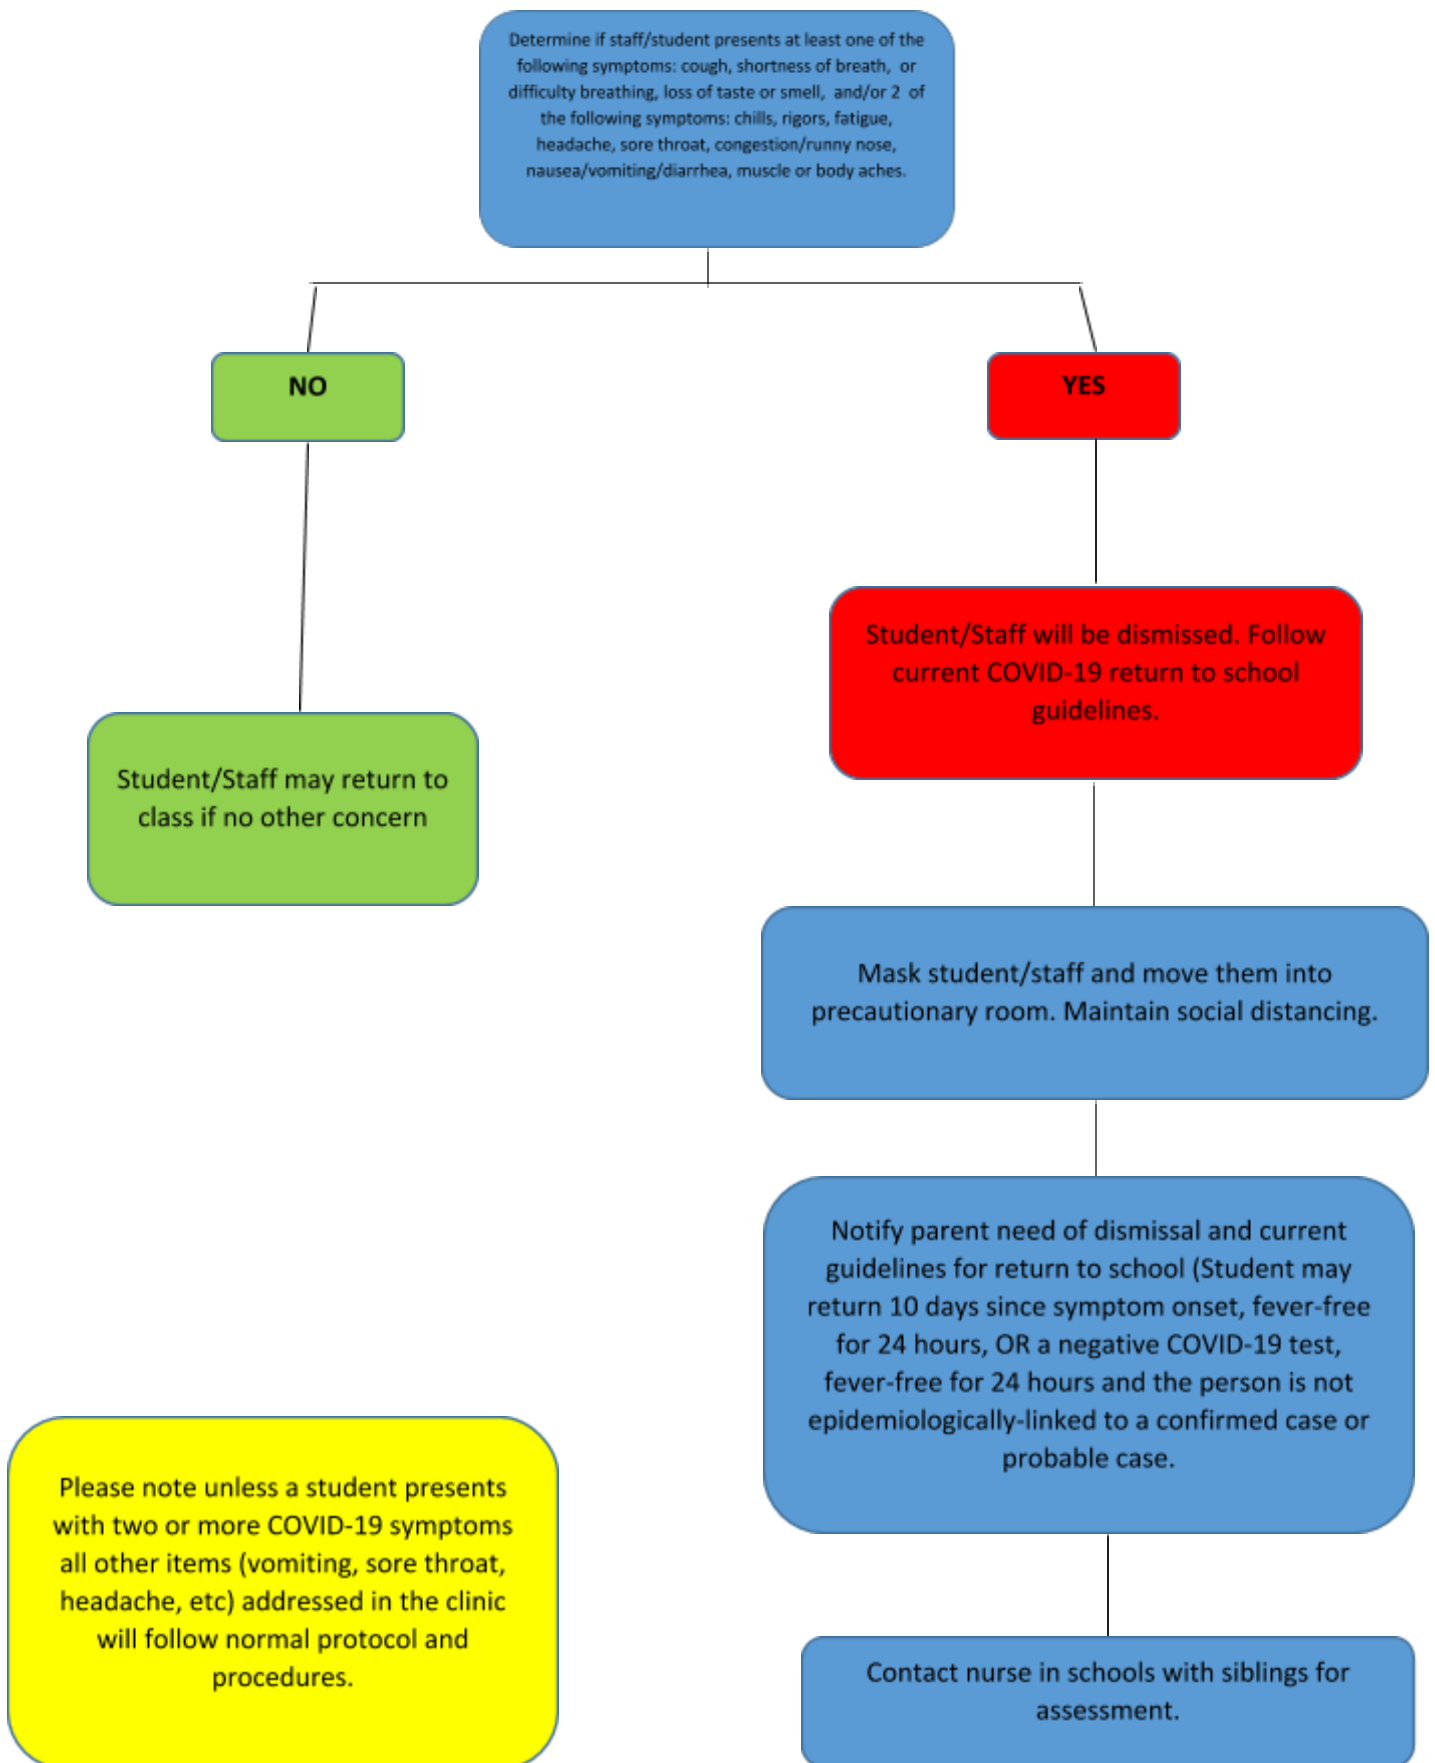 Determine if staff/student presents at least one of the
following symptoms: cough, shortness of breath, or
difficulty breathing, loss of taste or smell, and/or 2 of
the following symptoms: chills, rigors, fatigue,
headache, sore throat, congestion/runny nose,
nausea/vomiting/diarrhea, muscle or body aches.
NO
YES
Student/Staff will be dismissed. Follow
current COVID-19 return to school
guidelines.
Student/Staff may return to
class if no other concern
Mask student/staff and move them into
precautionary room. Maintain social distancing.
Notify parent need of dismissal and current
guidelines for return to school (Student may
return 10 days since symptom onset, fever-free
for 24 hours, OR a negative COVID-19 test,
fever-free for 24 hours and the person is not
epidemiologically-linked to a confirmed case or
probable case.
Please note unless a student presents
with two or more COVID-19 symptoms
all other items (vomiting, sore throat,
headache, etc) addressed in the clinic
will follow normal protocol and
procedures.
Contact nurse in schools with siblings for
assessment.